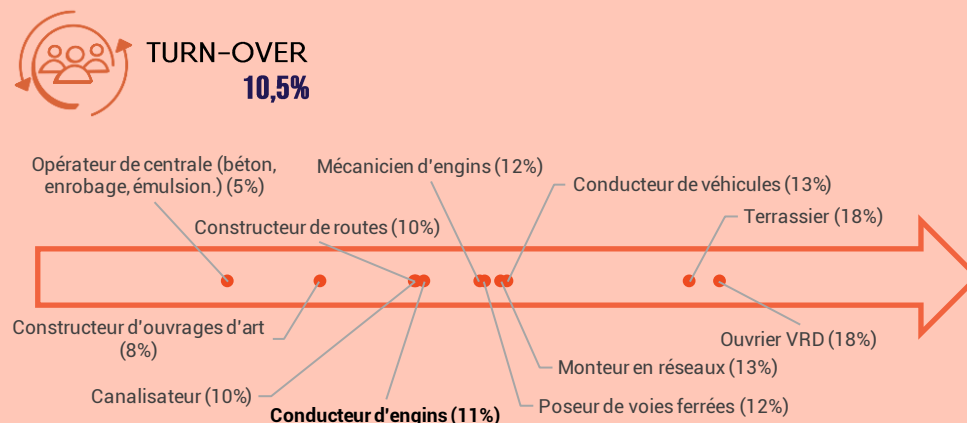 TURN-OVER
10,5%
Opérateur de centrale (béton,
enrobage, émulsion.) (5%)
Mécanicien d'engins (12%)
Conducteur de véhicules (13%)
Terrassier (18%)
Constructeur de routes (10%)
Constructeur d'ouvrages d'art
(8%)
Ouvrier VRD (18%)
Monteur en réseaux (13%)
Canalisateur (10%)
Conducteur d'engins (11%)
Poseur de voies ferrées (12%)